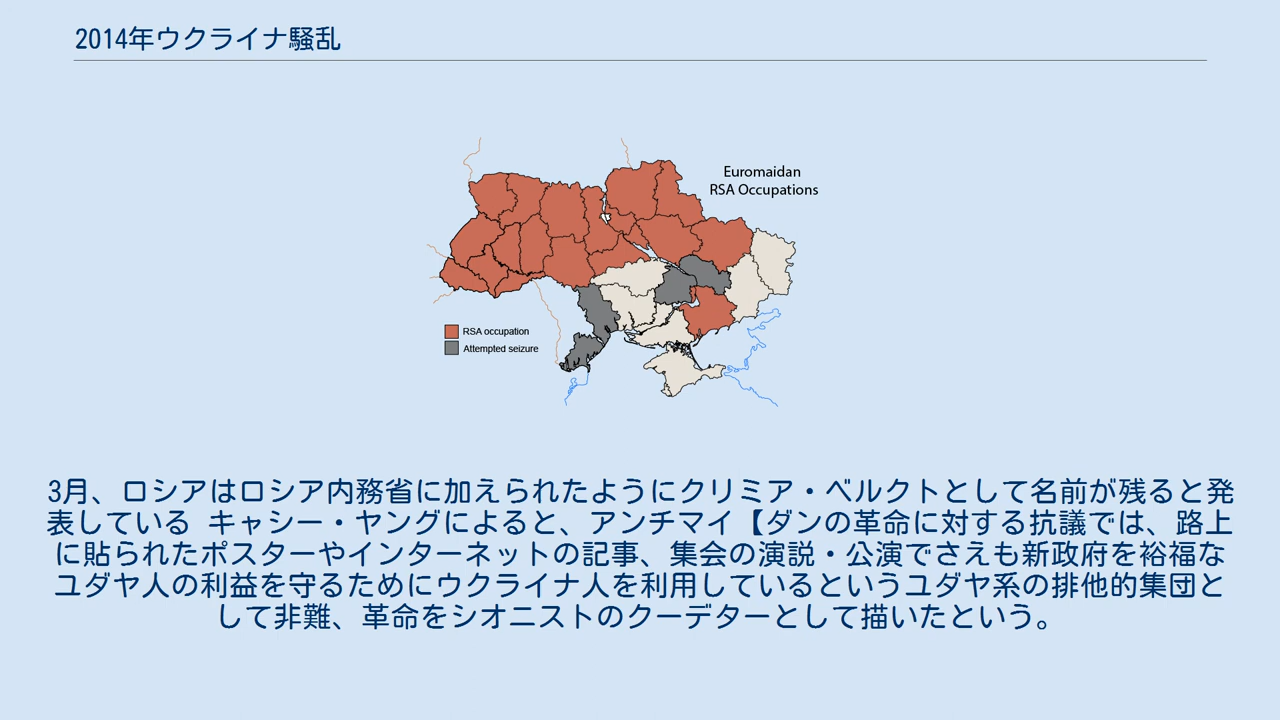 2014年ウクライナ騒乱
Euromaidan
RSA Occupations
RSA occupation
Attempted seizure
3月、ロシアはロシア内務省に加えられたようにクリミア・ベルクトとして名前が残ると発
表している キャシー・ヤングによると、アンチマイ【ダンの革命に対する抗議では、路上
に貼られたポスターやインターネットの記事、集会の演説・公演でさえも新政府を裕福な
ユダヤ人の利益を守るためにウクライナ人を利用しているというユダヤ系の排他的集団と
して非難、革命をシオニストのクーデターとして描いたという。